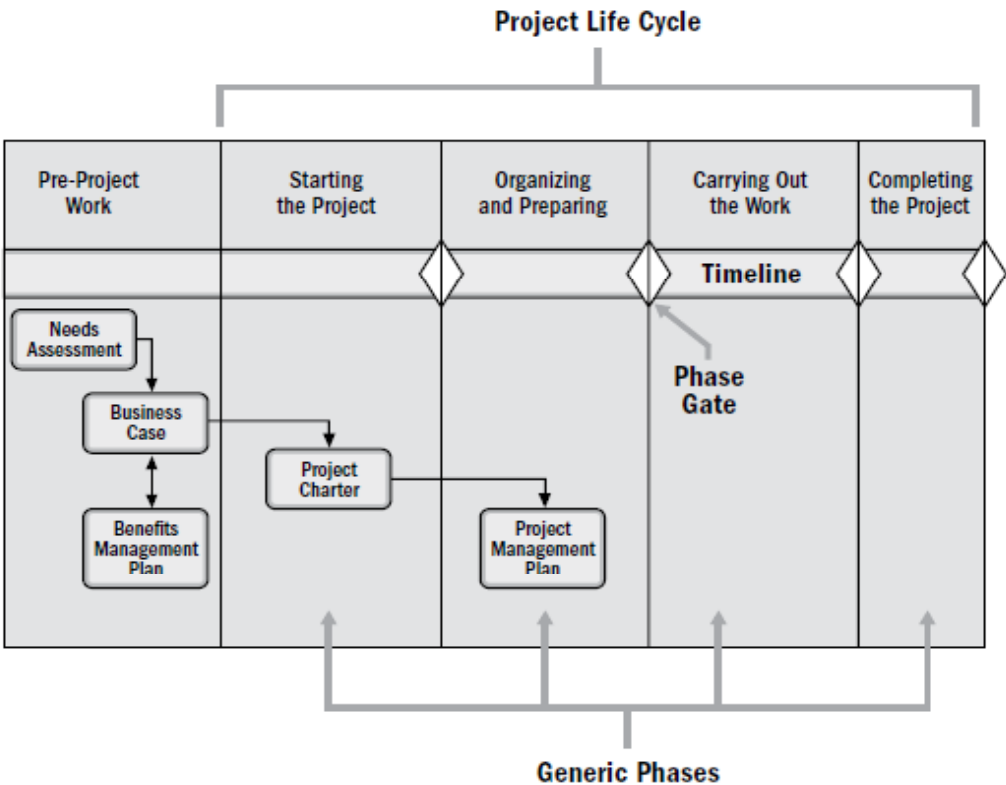 Project Life Cycle
Pre-Project
Work
Starting
the Project
Organizing
and Preparing
Carrying Out
the Work
Completing
the Project
Timeline
Needs
Assessment
Business
Case
Benefits
Management
Plan
Project
Charter
Project
Management
Plan
Phase
Gate
Generic Phases